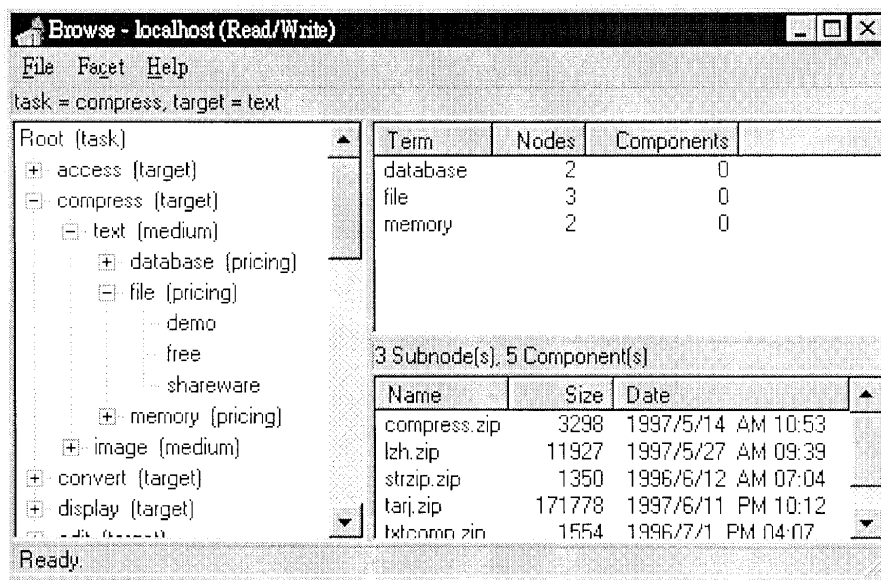 Browse - localhost (Read/Write)
File Facet Help
task = compress, target = text
Root (task)
access (target)
compress (target)
text (medium)
database (pricing)
file (pricing)
demo
free
shareware
memory (pricing)
image (medium)
convert (target)
display (target)
edit (target)
Term Nodes Components
database 2 0
file 3 0
memory 2 0
3 Subnode(s), 5 Component(s)
Name Size Date
compress.zip 3298 1997/5/14 AM 10:53
lzh.zip 11927 1997/5/27 AM 09:39
strzip.zip 1350 1996/6/12 AM 07:04
tarj.zip 171778 1997/6/11 PM 10:12
txtcomp.zip 1554 1996/7/1 PM 04:07
Ready.